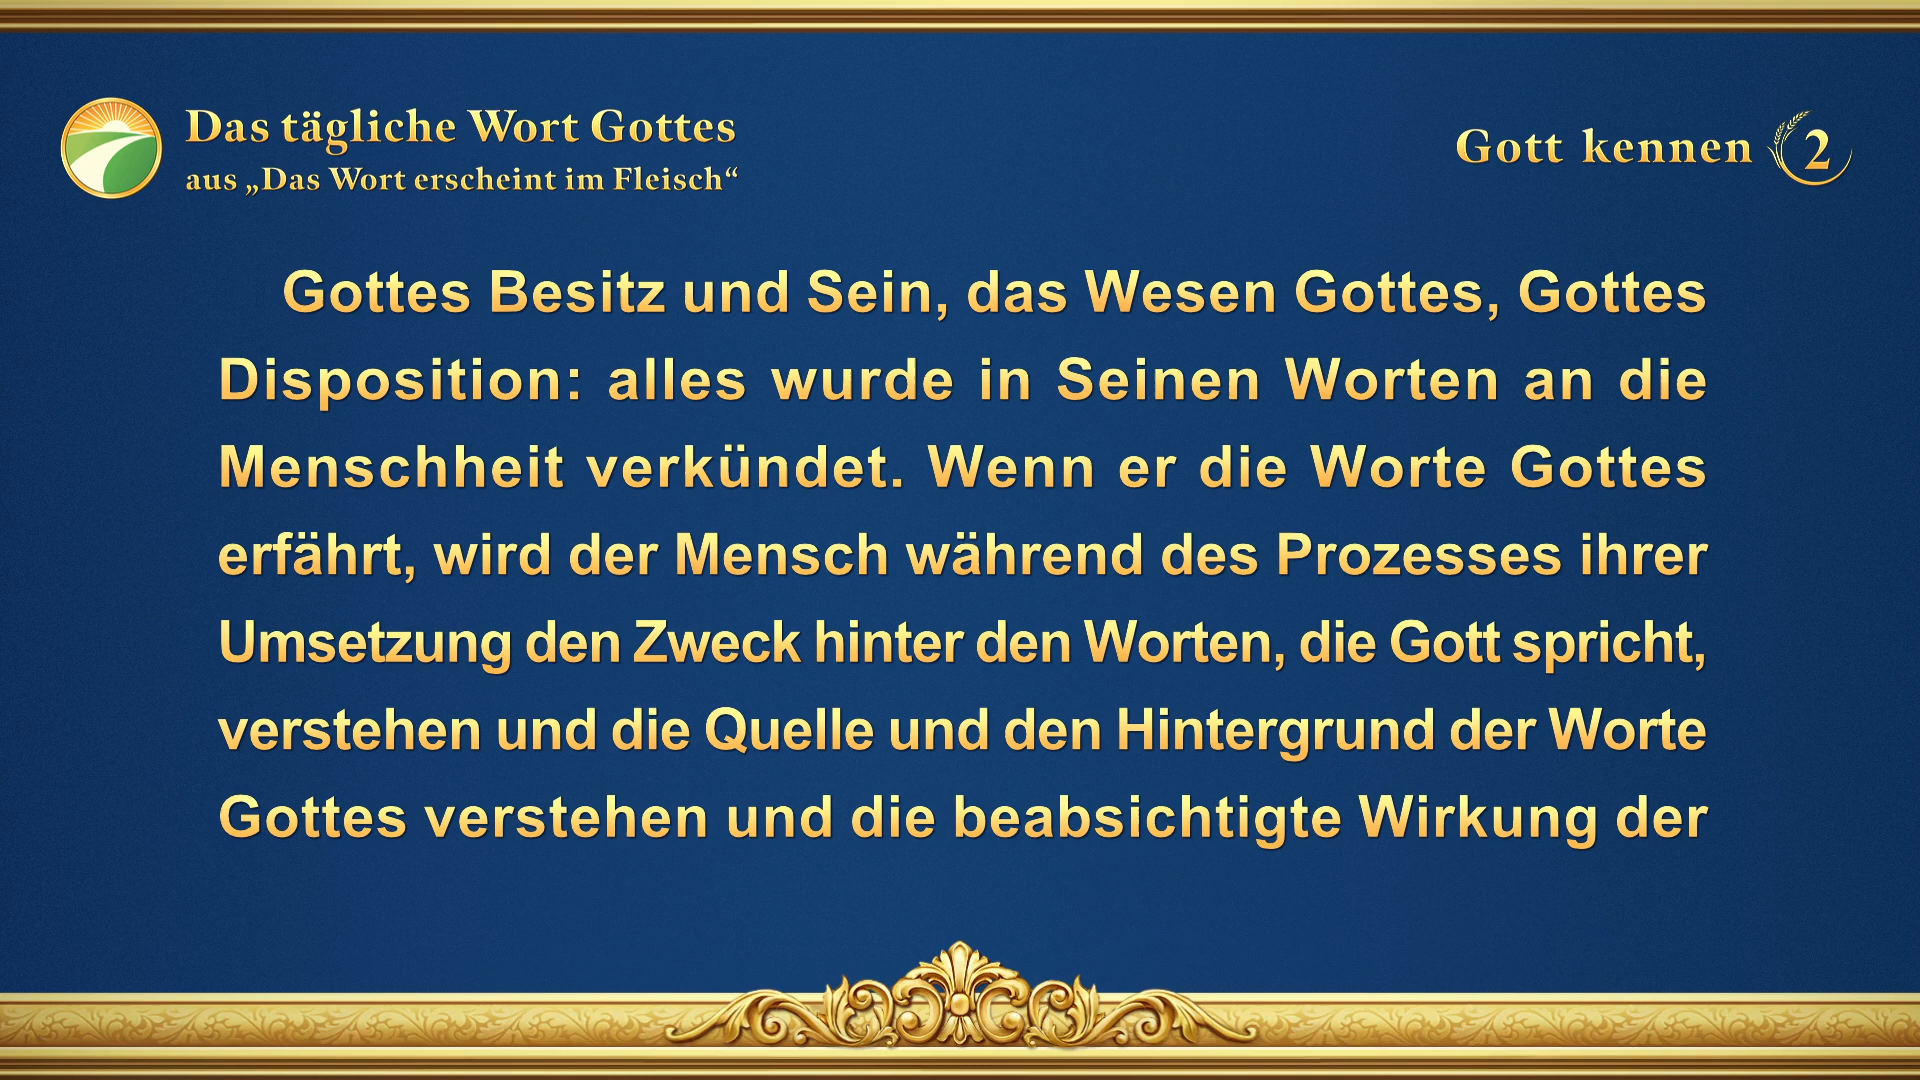 Das tägliche Wort Gottes
aus „Das Wort erscheint im Fleisch“
Gott kennen 2
Gottes Besitz und Sein, das Wesen Gottes, Gottes
Disposition: alles wurde in Seinen Worten an die
Menschheit verkündet. Wenn er die Worte Gottes
erfährt, wird der Mensch während des Prozesses ihrer
Umsetzung den Zweck hinter den Worten, die Gott spricht,
verstehen und die Quelle und den Hintergrund der Worte
Gottes verstehen und die beabsichtigte Wirkung der